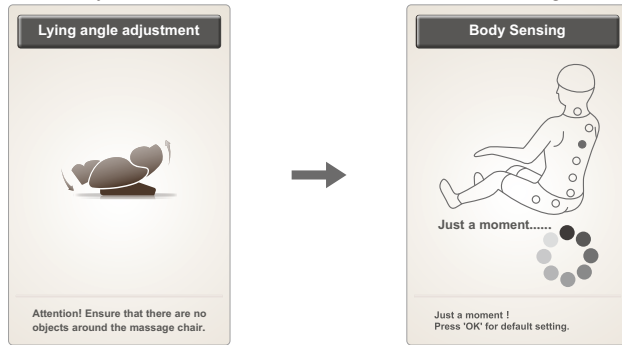 Lying angle adjustment
Attention! Ensure that there are no
objects around the massage chair.
Body Sensing
Just a moment......
Just a moment !
Press 'OK' for default setting.